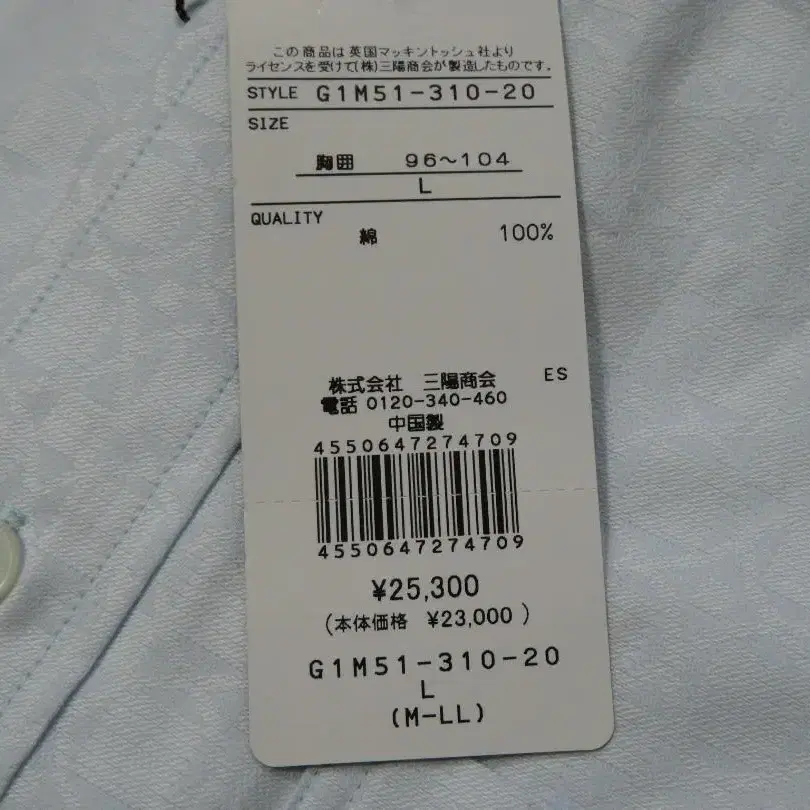 この商品は英国マッキントッシュ社より
ライセンスを受けて(株)三陽商会が製造したものです。
STYLE G1M51-310-20
SIZE
胸囲 96〜104
L
QUALITY
綿 100%
株式会社 三陽商会 ES
電話 0120-340-460
中国製
4550647274709
4550647274709
¥25,300
(本体価格 ¥23,000)
G1M51-310-20
L
(M-LL)